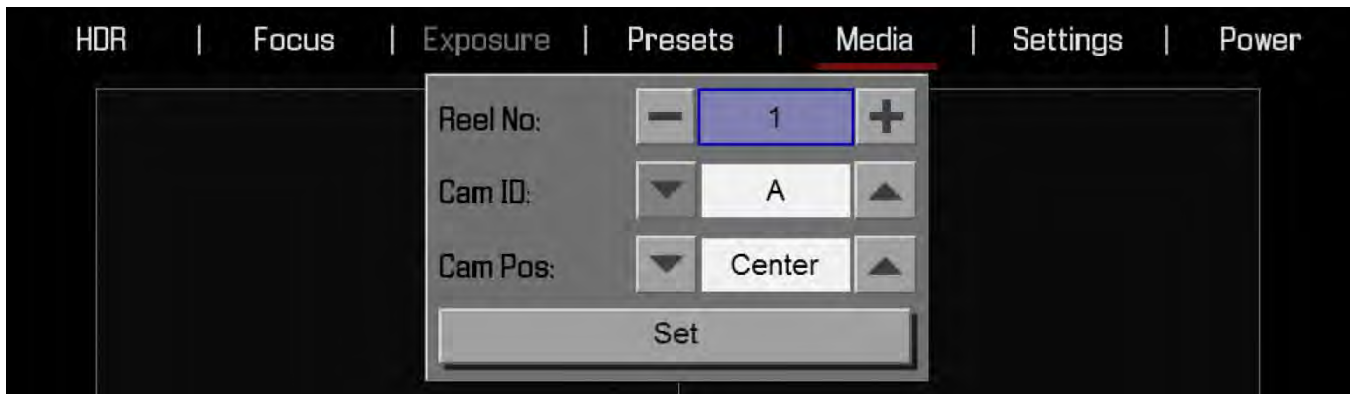 HDR | Focus | Exposure | Presets | Media | Settings | Power
Reel No: 1
Cam ID: A
Cam Pos: Center
Set